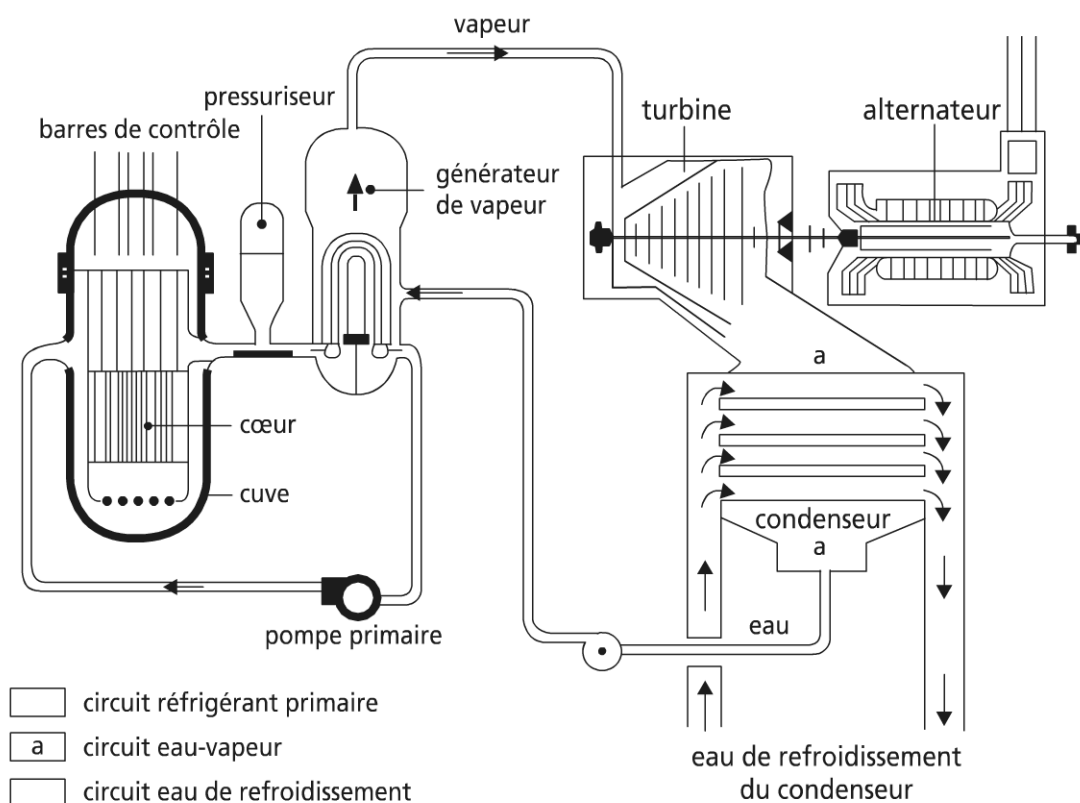 vapeur
pressuriseur
barres de contrôle
turbine
alternateur
générateur
de vapeur
a
cœur
cuve
condenseur
a
pompe primaire
eau
circuit réfrigérant primaire
a circuit eau-vapeur
circuit eau de refroidissement
eau de refroidissement
du condenseur